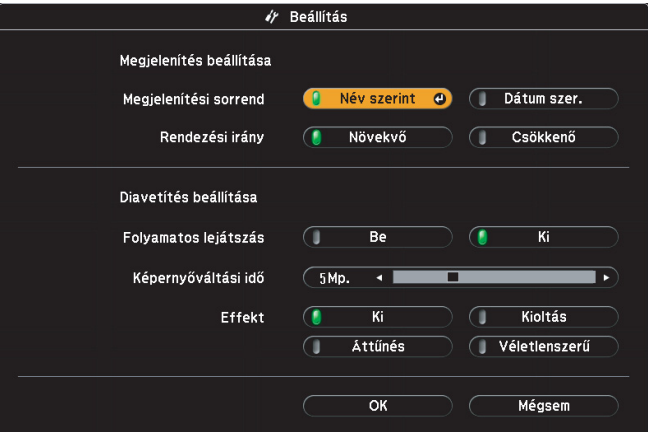 Beállítás
Megjelenítés beállítása
Megjelenítési sorrend Név szerint Dátum szer.
Rendezési irány Növekvő Csökkenő
Diavetítés beállítása
Folyamatos lejátszás Be Ki
Képernyőváltási idő 5Mp.
Effekt Ki Kioltás
Áttűnés Véletlenszerű
OK Mégsem